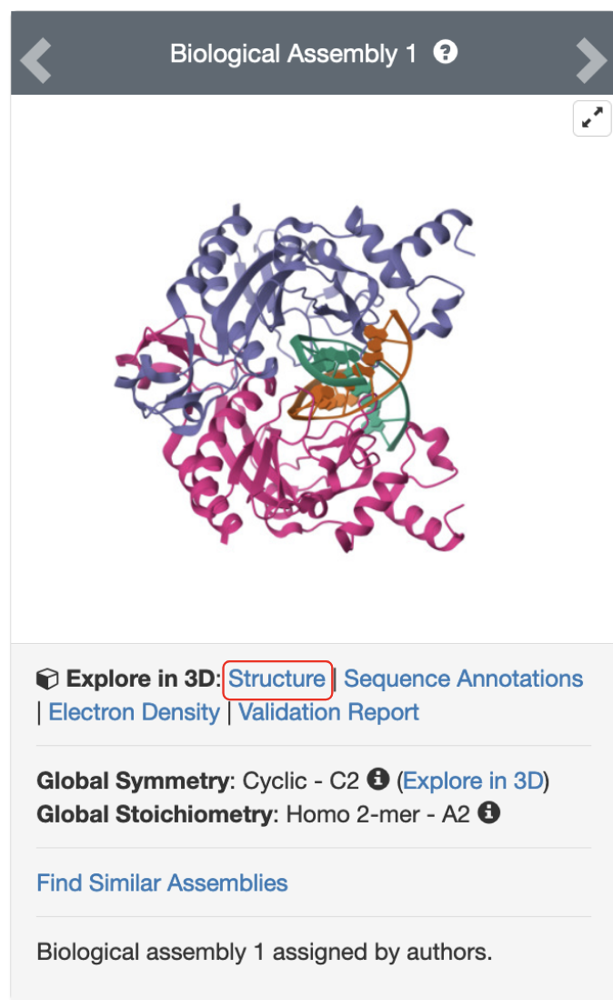 Biological Assembly 1 ?
Explore in 3D: Structure | Sequence Annotations
| Electron Density | Validation Report
Global Symmetry: Cyclic - C2 i (Explore in 3D)
Global Stoichiometry: Homo 2-mer - A2 i
Find Similar Assemblies
Biological assembly 1 assigned by authors.